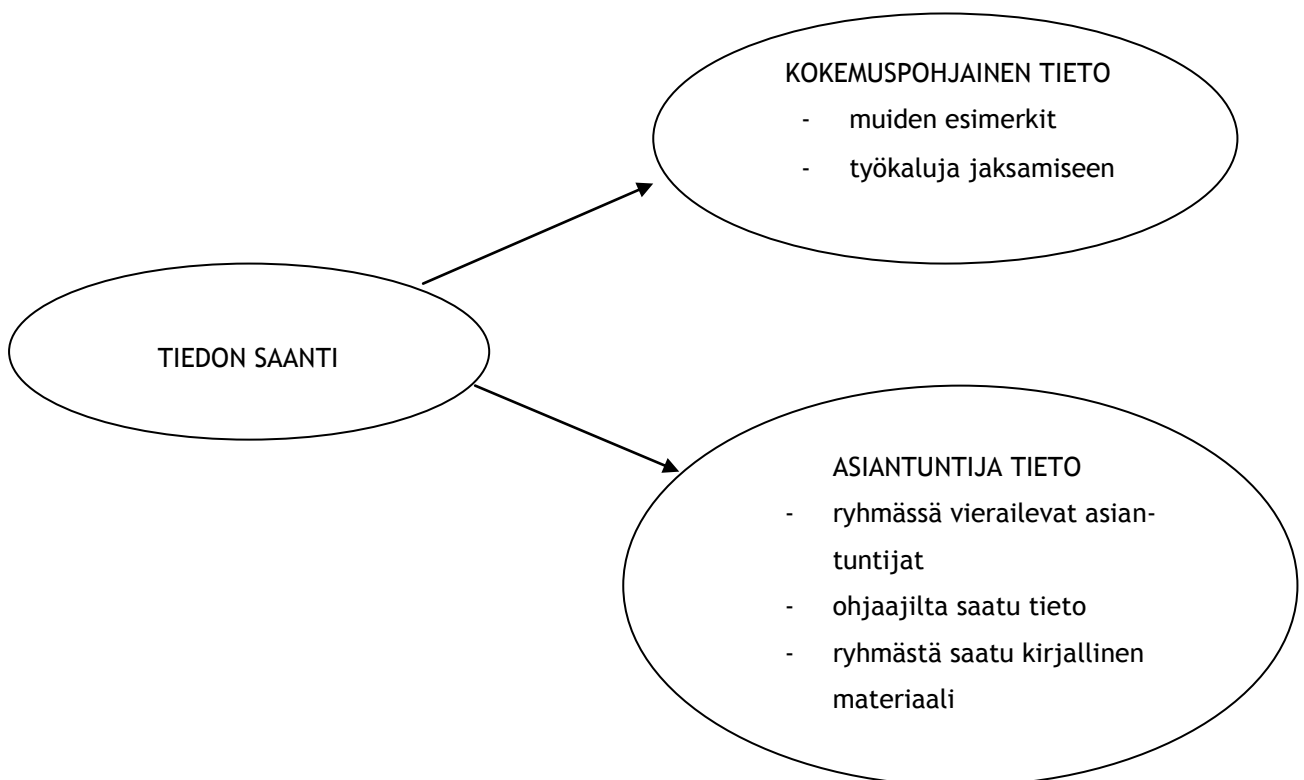 KOKEMUSPOHJAINEN TIETO
- muiden esimerkit
- työkaluja jaksamiseen
TIEDON SAANTI
ASIANTUNTIJA TIETO
- ryhmässä vierailevat asian-
tuntijat
- ohjaajilta saatu tieto
- ryhmästä saatu kirjallinen
materiaali